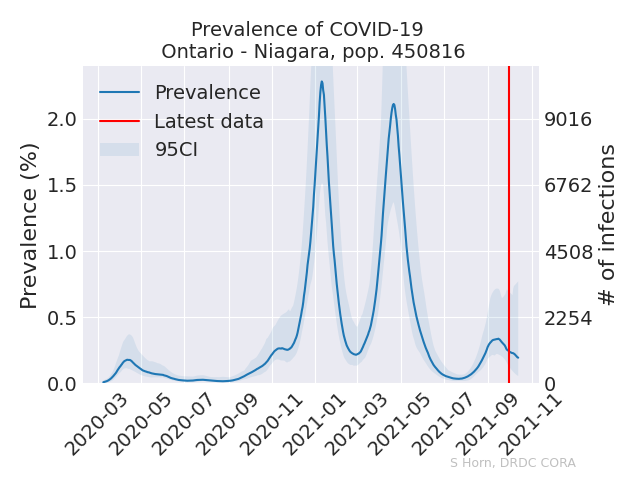 Prevalence of COVID-19
Ontario - Niagara, pop. 450816
Prevalence
Latest data
95CI
Prevalence (%)
2.0
1.5
1.0
0.5
0.0
9016
6762
4508
2254
0
# of infections
2020-03
2020-05
2020-07
2020-09
2020-11
2021-01
2021-03
2021-05
2021-07
2021-09
2021-11
S Horn, DRDC CORA